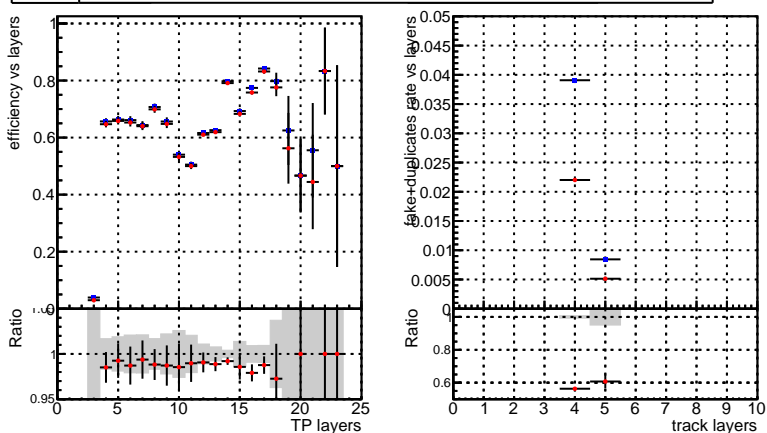 efficiency vs layers
1
0.8
0.6
0.4
0.2
0
Ratio
1
0.95
0 5 10 15 20 25
TP layers
fake+duplicates rate vs layers
0.05
0.045
0.04
0.035
0.03
0.025
0.02
0.015
0.01
0.005
0
Ratio
1
0.8
0.6
0 1 2 3 4 5 6 7 8 9 10
track layers